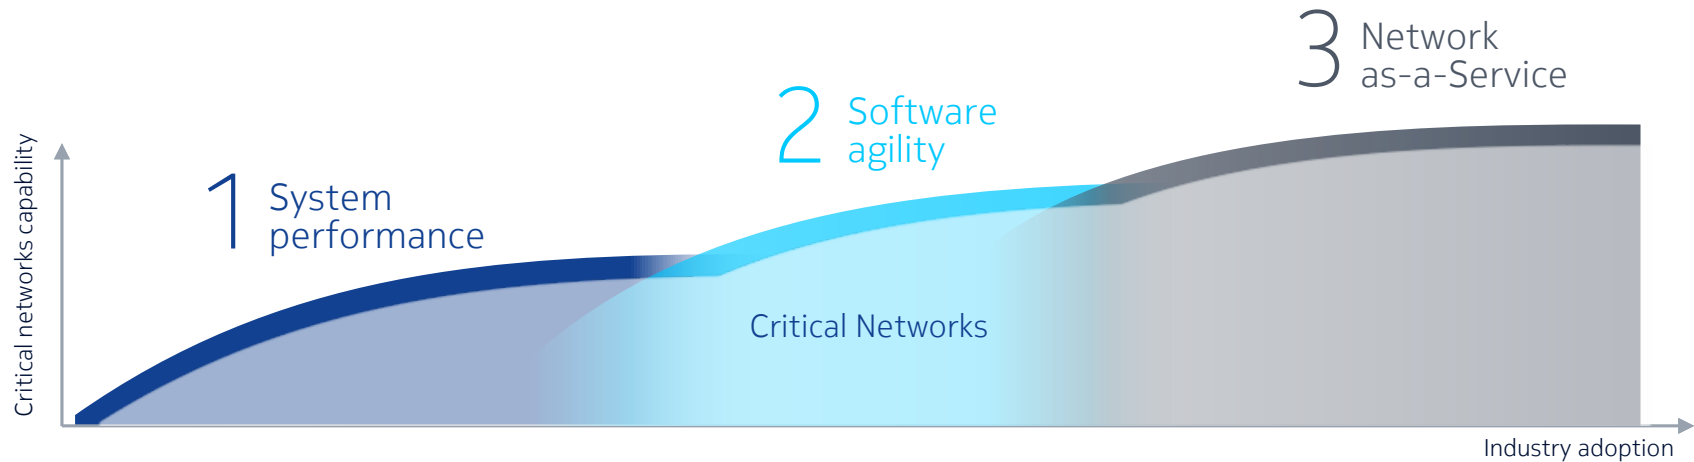 3 Network
as-a-Service
2 Software
agility
1 System
performance
Critical networks capability
Critical Networks
Industry adoption